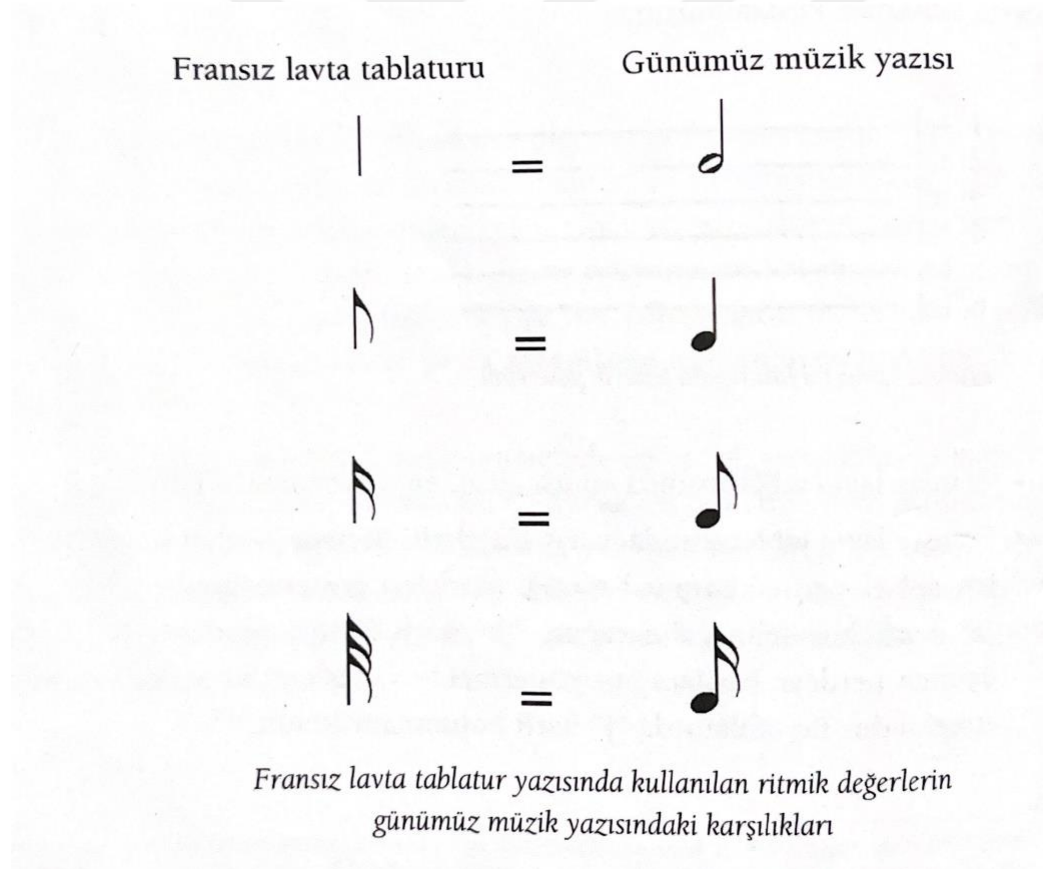 Fransız lavta tablaturu Günümüz müzik yazısı
=
=
=
=
Fransız lavta tablatur yazısında kullanılan ritmik değerlerin
günümüz müzik yazısındaki karşılıkları